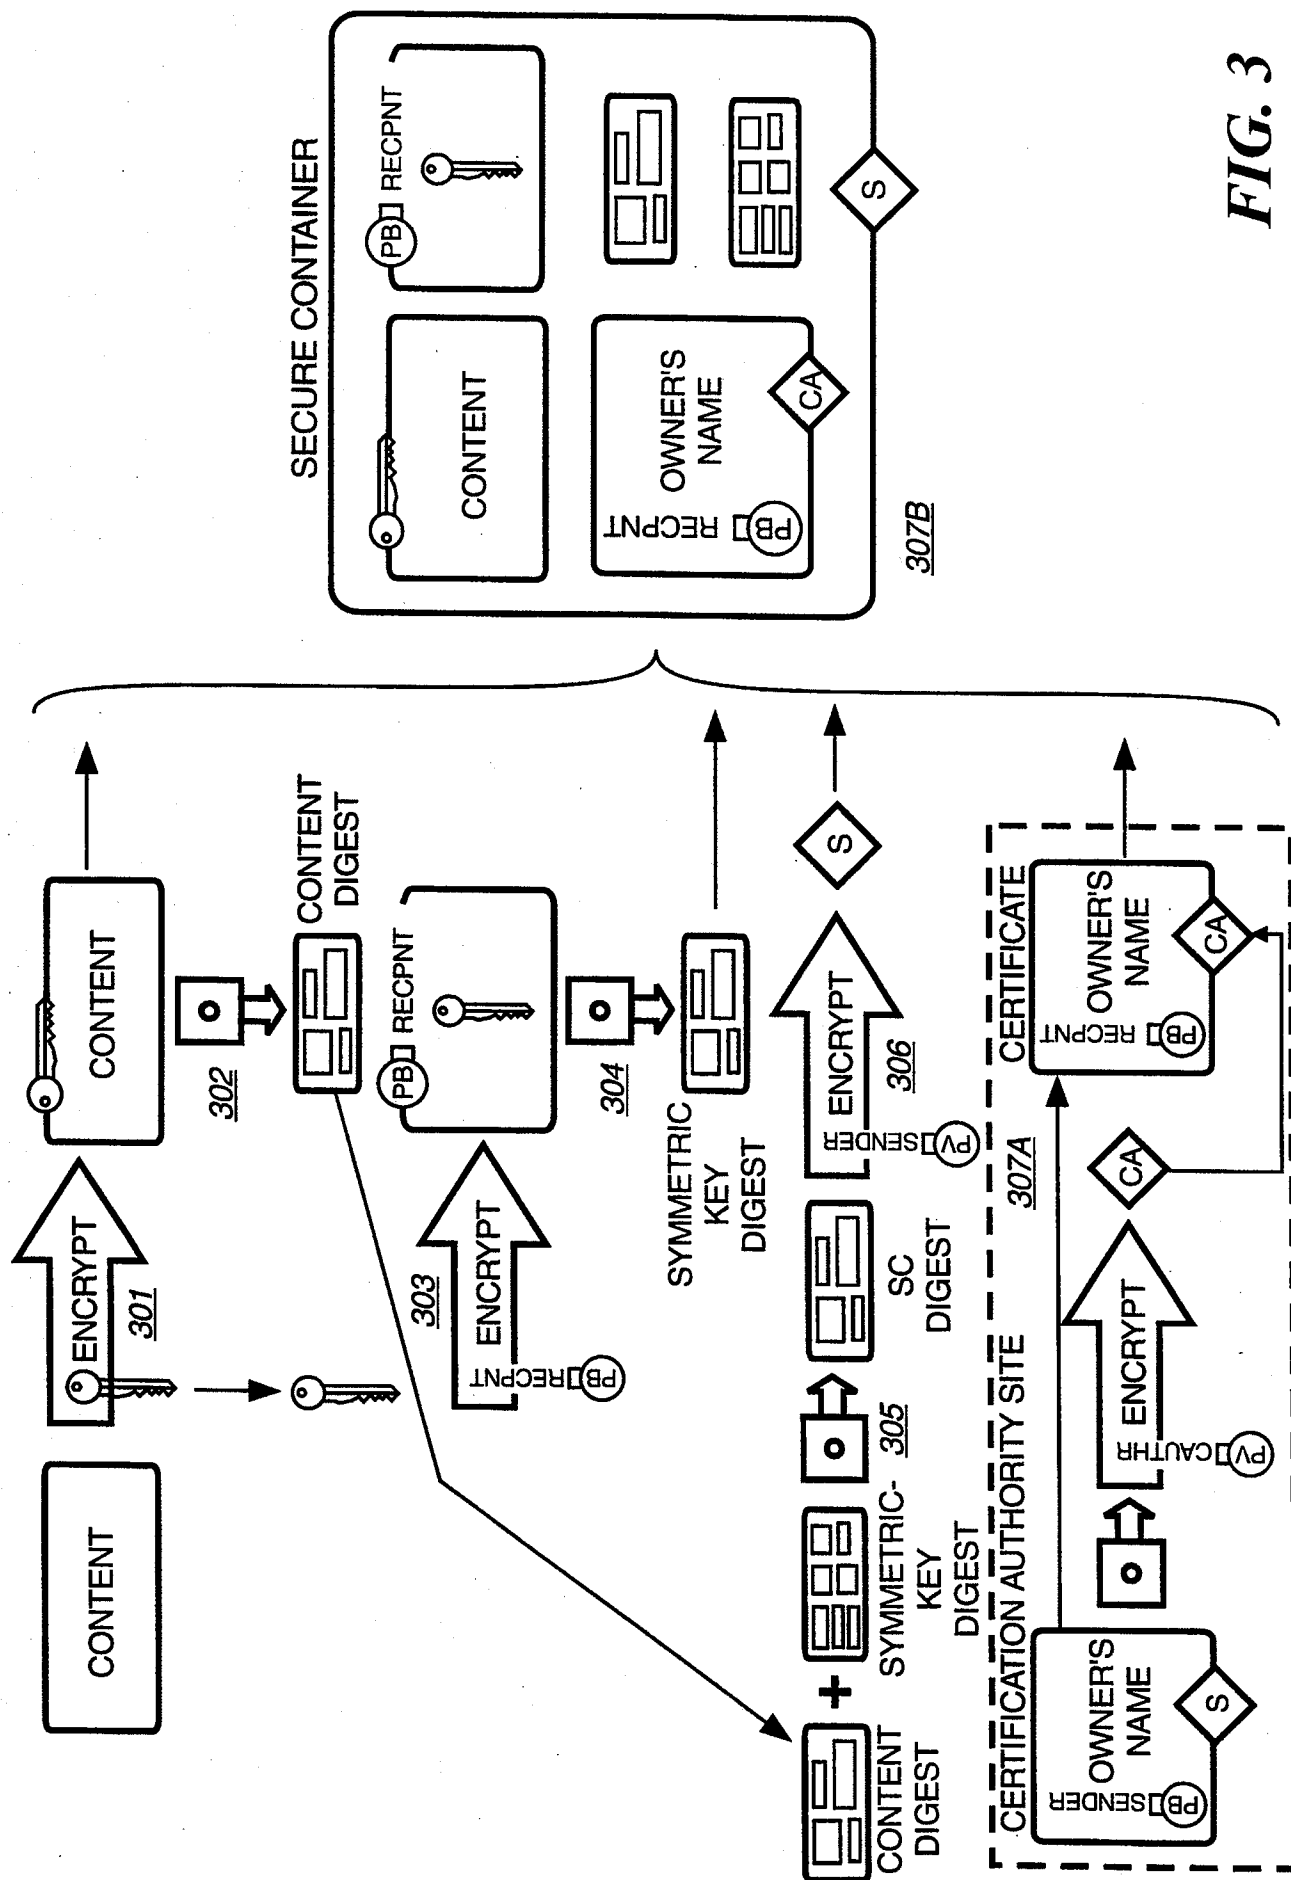 CONTENT
ENCRYPT
301
CONTENT
302
CONTENT
DIGEST
303
ENCRYPT
RECPNT
PB
PB
RECPNT
304
SYMMETRIC
KEY
DIGEST
CONTENT
DIGEST
+
SYMMETRIC-
KEY
DIGEST
305
SC
DIGEST
ENCRYPT
306
SENDER
PV
S
CERTIFICATION AUTHORITY SITE
307A
CERTIFICATE
OWNER'S
NAME
SENDER
PB
S
ENCRYPT
CAUTHR
PV
CA
OWNER'S
NAME
RECPNT
PB
CA
SECURE CONTAINER
CONTENT
PB
RECPNT
OWNER'S
NAME
RECPNT
PB
CA
S
307B
FIG. 3